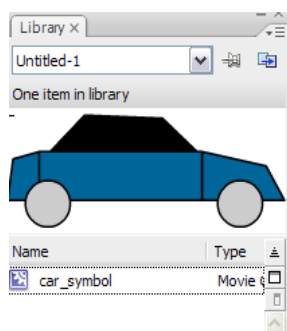 Library ×
Untitled-1
One item in library
Name Type
car_symbol Movie